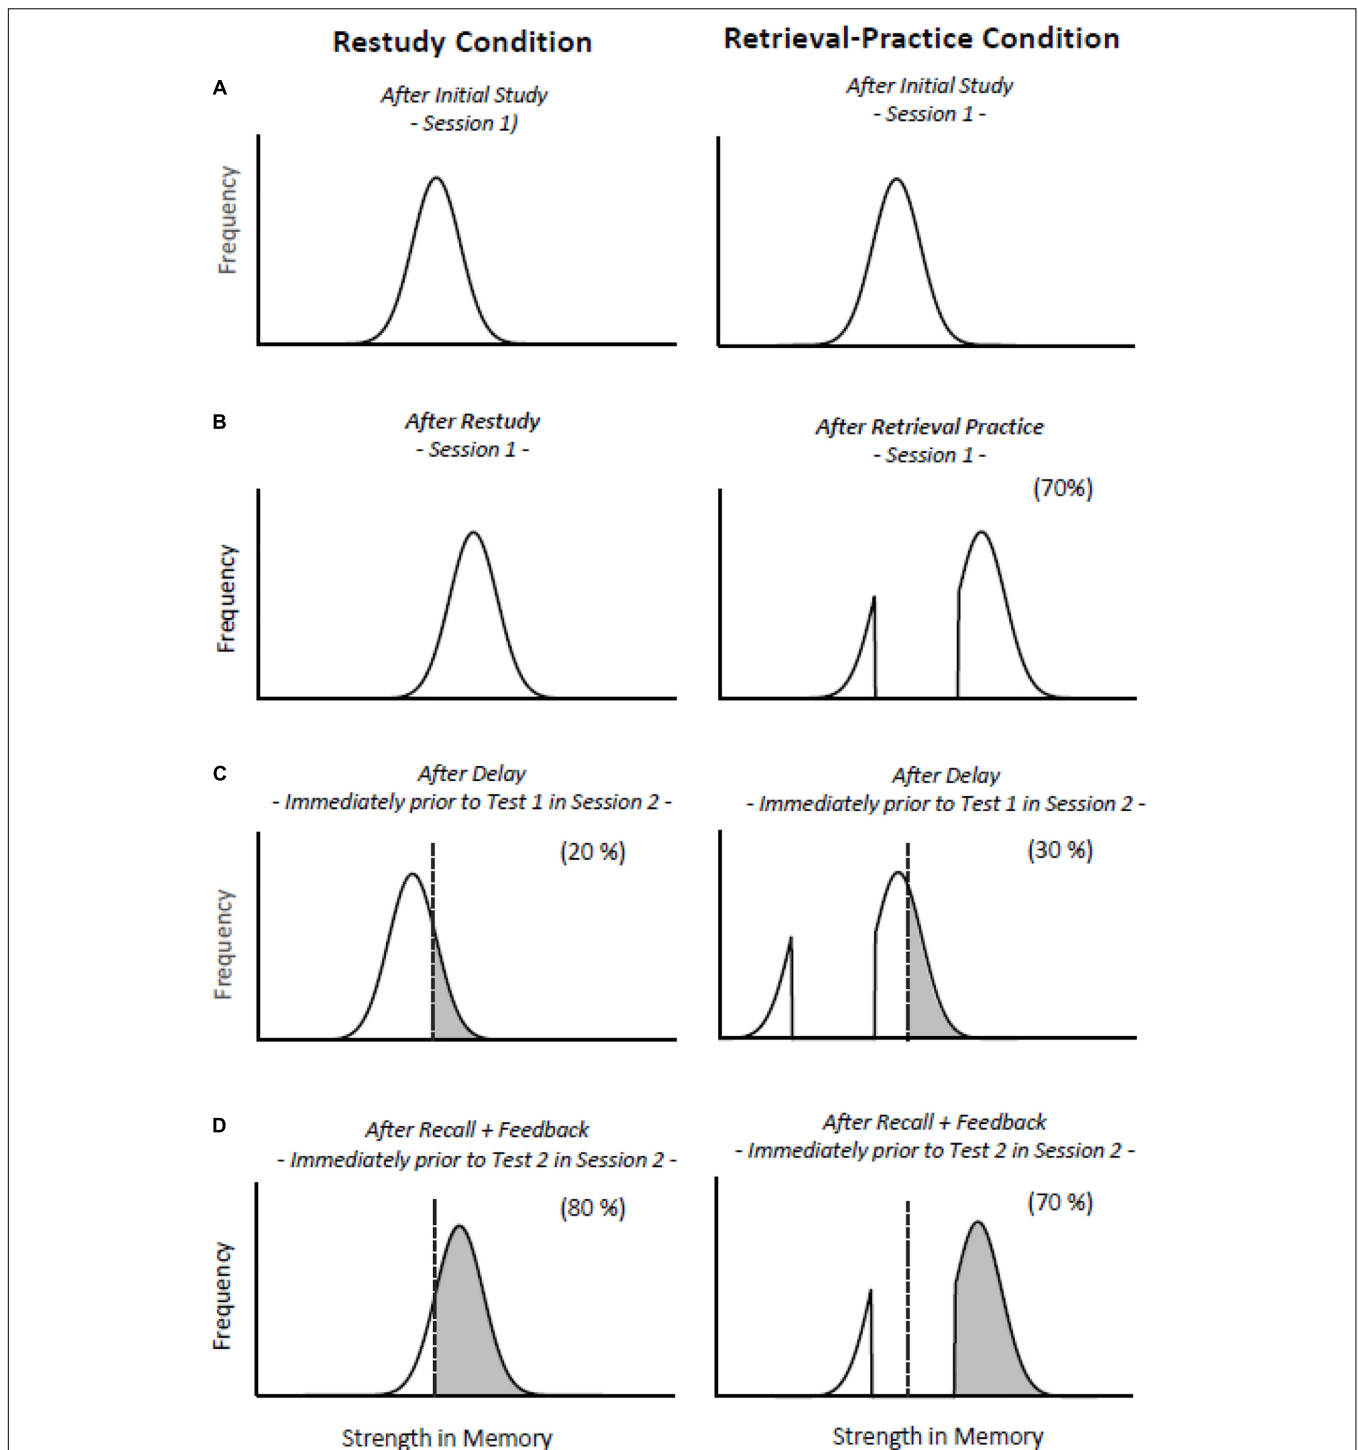 Restudy Condition
Retrieval-Practice Condition
A
After Initial Study
- Session 1)
After Initial Study
- Session 1 -
Frequency
B
After Restudy
- Session 1 -
After Retrieval Practice
- Session 1 -
(70%)
Frequency
C
After Delay
- Immediately prior to Test 1 in Session 2 -
(20 %)
After Delay
- Immediately prior to Test 1 in Session 2 -
(30 %)
Frequency
D
After Recall + Feedback
- Immediately prior to Test 2 in Session 2 -
(80 %)
After Recall + Feedback
- Immediately prior to Test 2 in Session 2 -
(70 %)
Frequency
Strength in Memory
Strength in Memory